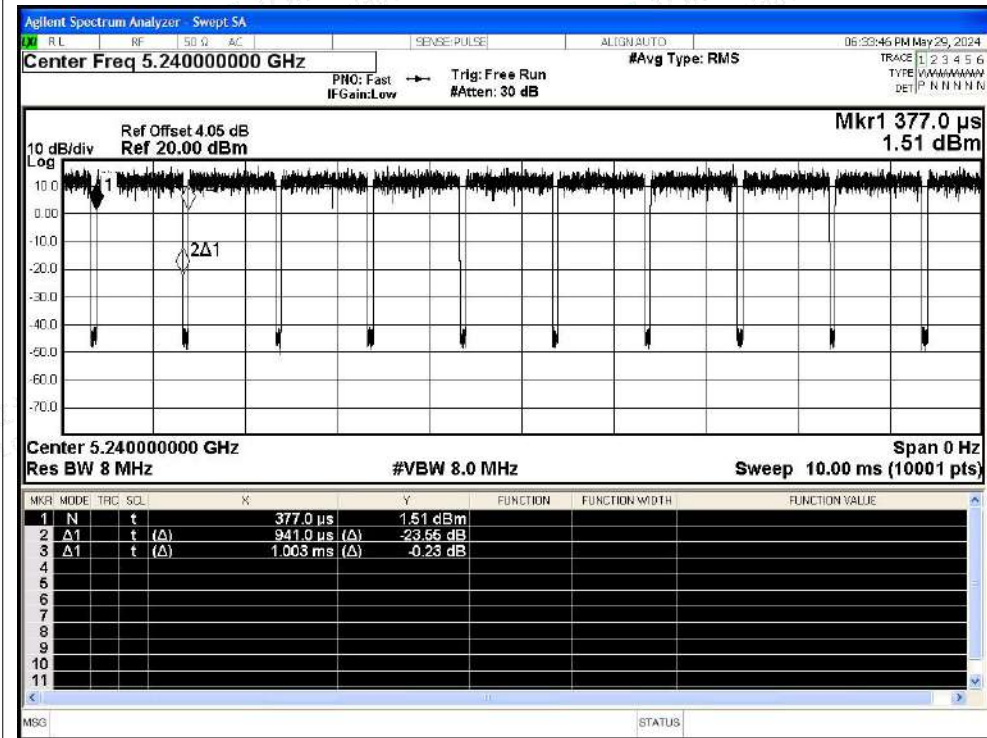 Agilent Spectrum Analyzer - Swept SA
LXI RL RF 50 Ω AC SENSE:PULSE ALIGN AUTO 06:33:46 PM May 29, 2024
Center Freq 5.240000000 GHz #Avg Type: RMS TRACE 1 2 3 4 5 6
PNO: Fast Trig: Free Run TYPE
IFGain:Low #Atten: 30 dB DET P N N N N N
Mkr1 377.0 µs
Ref Offset 4.05 dB
10 dB/div Ref 20.00 dBm 1.51 dBm
Log
10.0
1
0.00
-10.0
2Δ1
-20.0
-30.0
-40.0
-50.0
-60.0
-70.0
Center 5.240000000 GHz Span 0 Hz
Res BW 8 MHz #VBW 8.0 MHz Sweep 10.00 ms (10001 pts)
MKR MODE TRC SCL X Y FUNCTION FUNCTION WIDTH FUNCTION VALUE
1 N t 377.0 µs 1.51 dBm
2 Δ1 t (Δ) 941.0 µs (Δ) -23.56 dB
3 Δ1 t (Δ) 1.003 ms (Δ) -0.23 dB
4
5
6
7
8
9
10
11
MSG STATUS